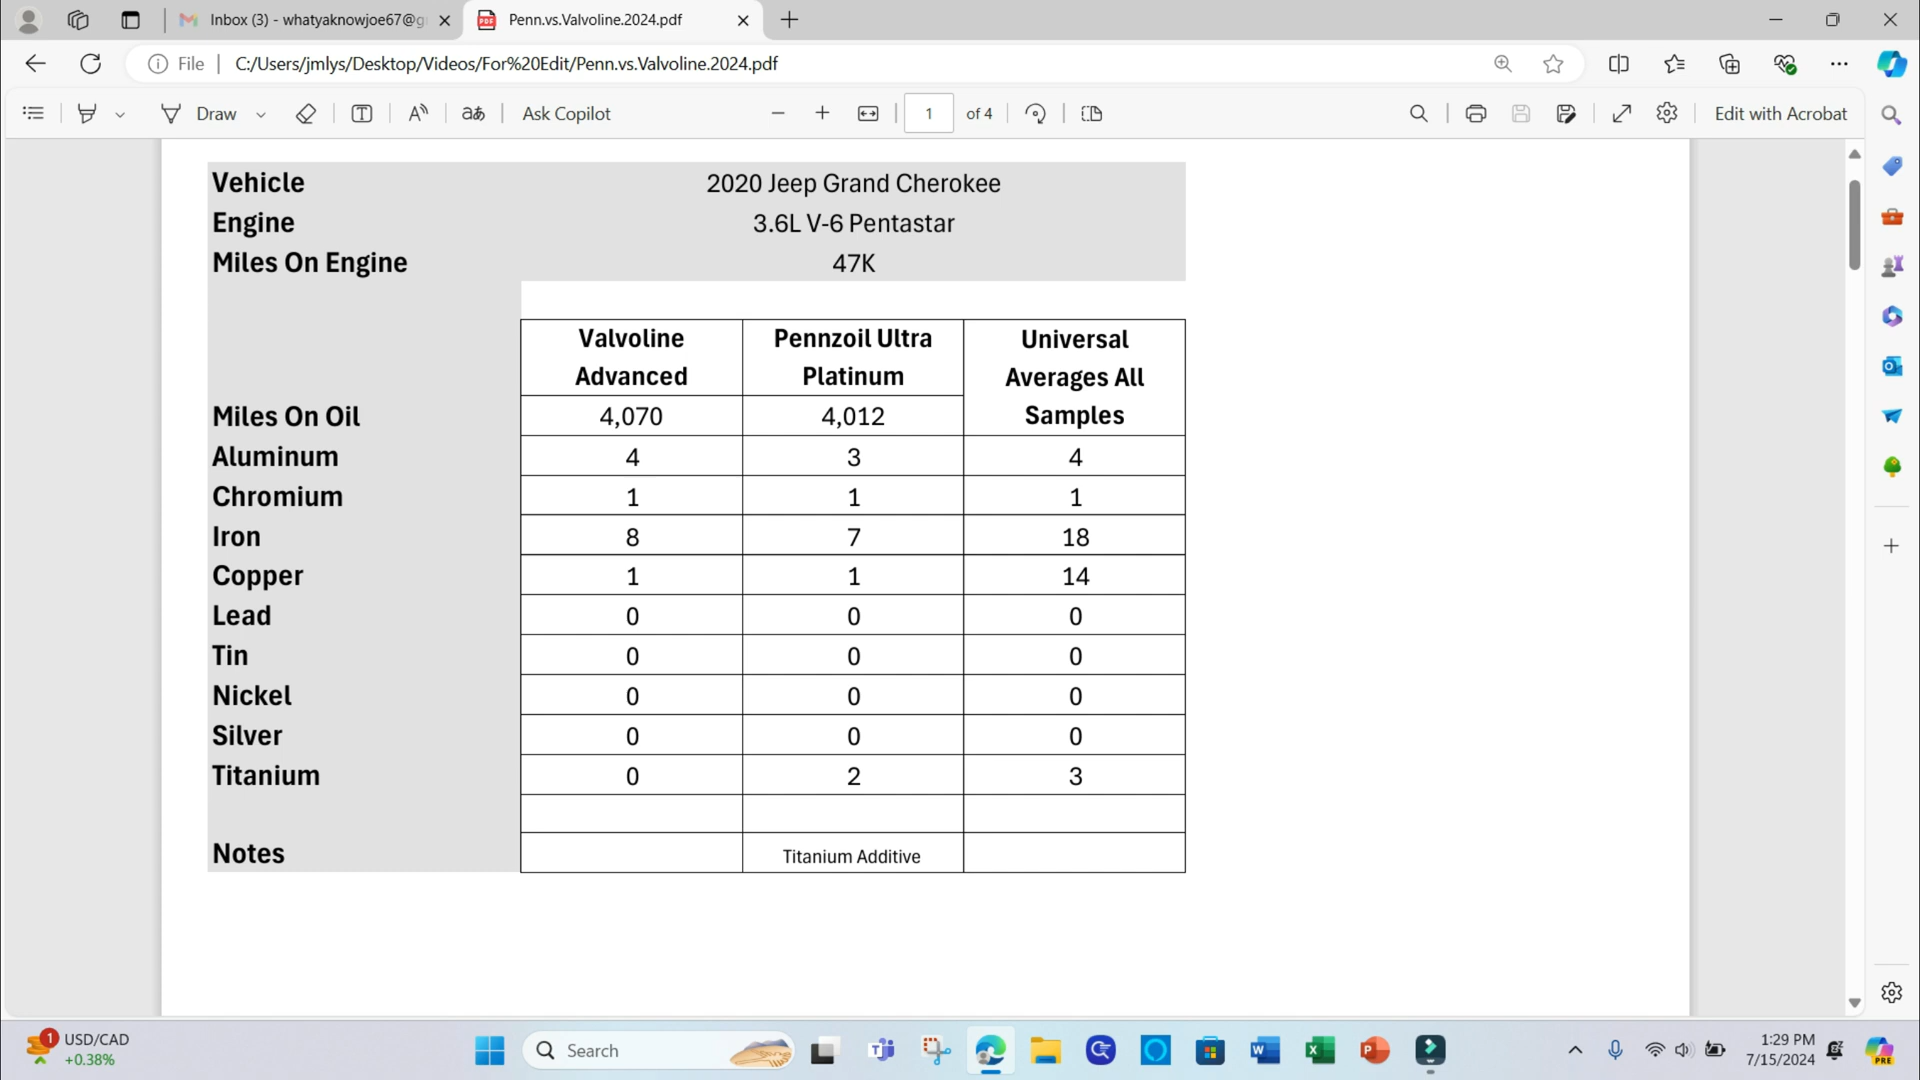 Inbox (3) - whatyaknowjoe67@g
Penn.vs.Valvoline.2024.pdf
File
C:/Users/jmlys/Desktop/Videos/For%20Edit/Penn.vs.Valvoline.2024.pdf
Draw
Ask Copilot
1 of 4
Edit with Acrobat
Vehicle 2020 Jeep Grand Cherokee
Engine 3.6L V-6 Pentastar
Miles On Engine 47K
Valvoline Advanced Pennzoil Ultra Platinum Universal Averages All Samples
Miles On Oil 4,070 4,012
Aluminum 4 3 4
Chromium 1 1 1
Iron 8 7 18
Copper 1 1 14
Lead 0 0 0
Tin 0 0 0
Nickel 0 0 0
Silver 0 0 0
Titanium 0 2 3
Notes Titanium Additive
1
USD/CAD
+0.38%
Search
1:29 PM
7/15/2024
PRE